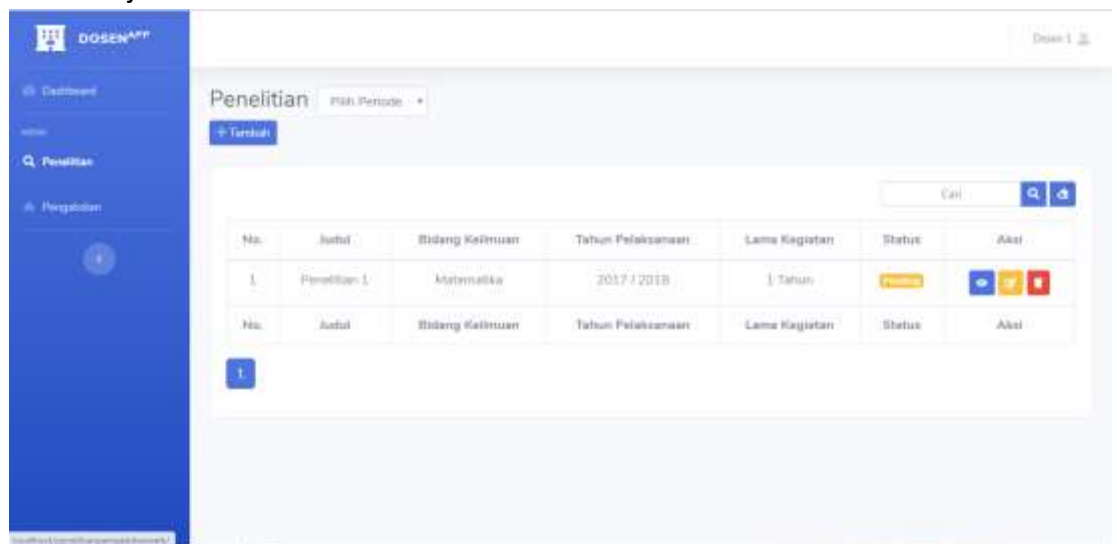 DOSENAPP
Dosen 1
Dashboard
Penelitian
Pilih Periode
MENU
+ Tambah
Penelitian
Pengabdian
Cari
No. Judul Bidang Keilmuan Tahun Pelaksanaan Lama Kegiatan Status Aksi
1 Penelitian 1 Matematika 2017 / 2018 1 Tahun Pending
No. Judul Bidang Keilmuan Tahun Pelaksanaan Lama Kegiatan Status Aksi
1